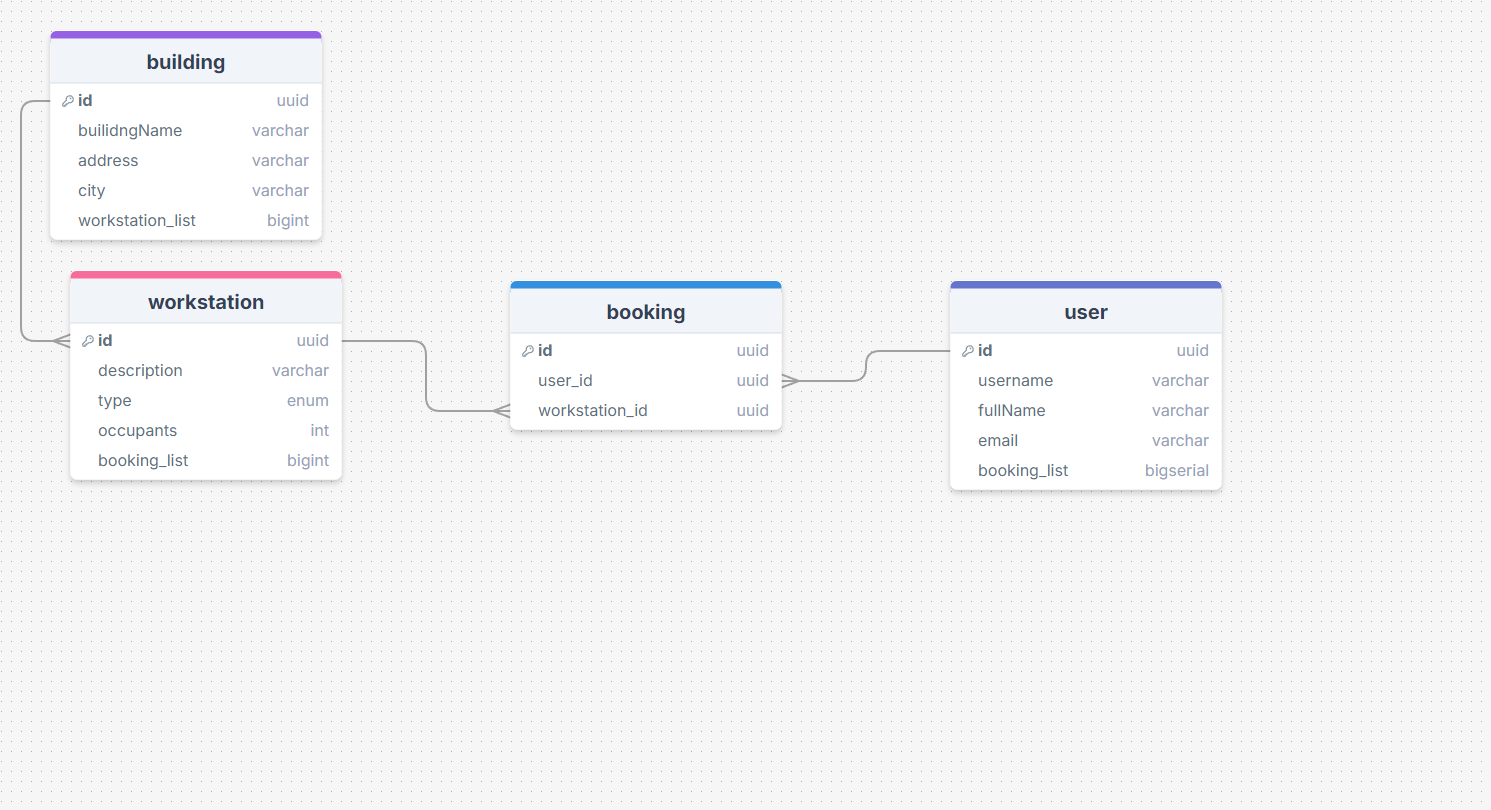 building
id uuid
builidngName varchar
address varchar
city varchar
workstation_list bigint
workstation
id uuid
description varchar
type enum
occupants int
booking_list bigint
booking
id uuid
user_id uuid
workstation_id uuid
user
id uuid
username varchar
fullName varchar
email varchar
booking_list bigserial